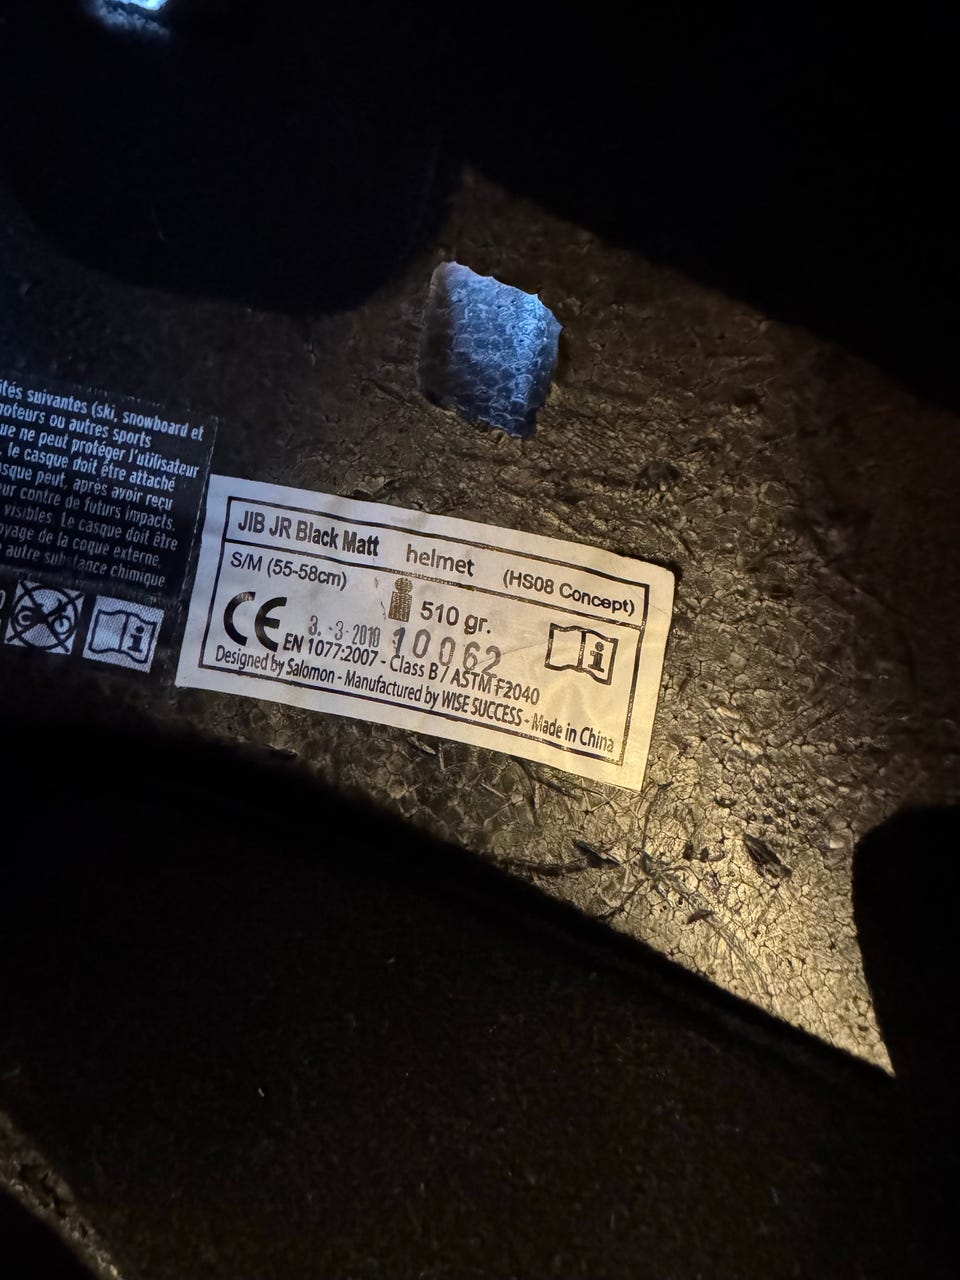 ités suivantes (ski, snowboard et
moteurs ou autres sports
que ne peut protéger l'utilisateur
, le casque doit être attaché
asque peut, après avoir reçu
eur contre de futurs impacts,
visibles. Le casque doit être
oyage de la coque externe,
autre substance chimique.
JIB JR Black Matt helmet (HS08 Concept)
S/M (55-58cm)
510 gr.
CE 3.-3-2010 10062
EN 1077:2007 - Class B / ASTM F2040
Designed by Salomon - Manufactured by WISE SUCCESS - Made in China